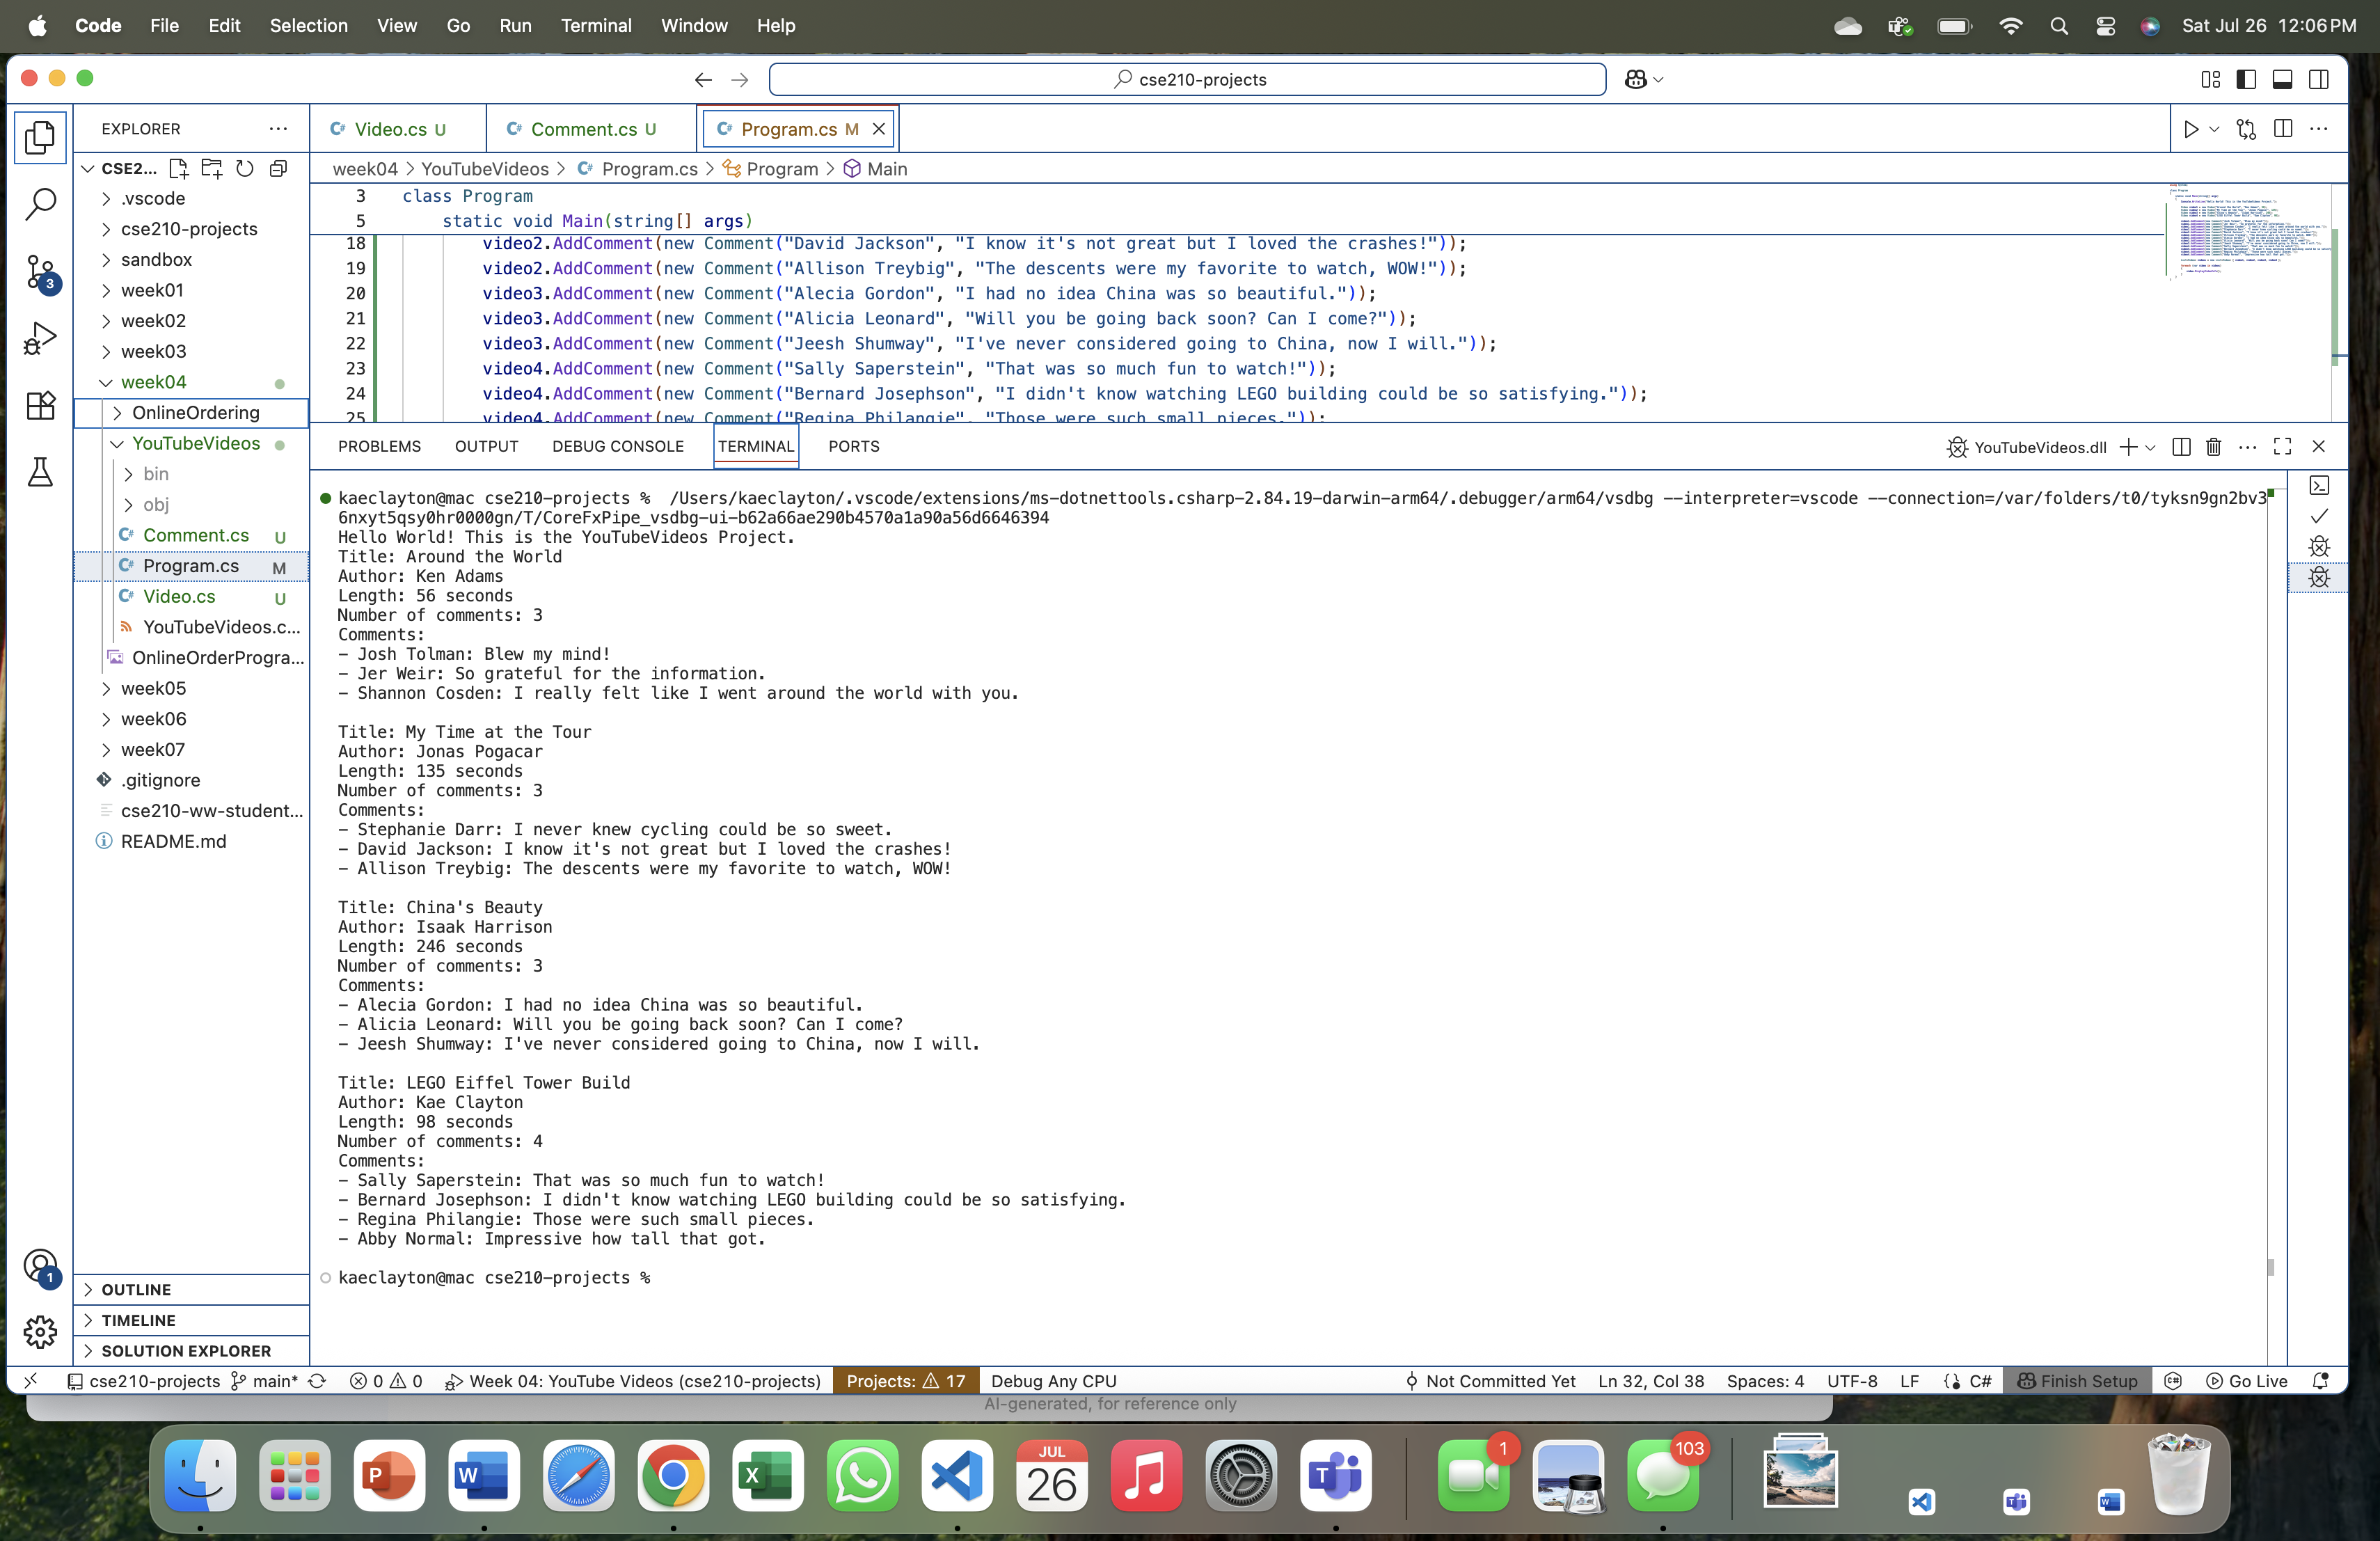 Code File Edit Selection View Go Run Terminal Window Help Sat Jul 26 12:06 PM
cse210-projects
EXPLORER
Video.cs U
Comment.cs U
Program.cs M
CSE2...
week04 > YouTubeVideos > Program.cs > Program > Main
.vscode
cse210-projects
sandbox
week01
week02
week03
week04
OnlineOrdering
YouTubeVideos
bin
obj
Comment.cs U
Program.cs M
Video.cs U
YouTubeVideos.c...
OnlineOrderProgra...
week05
week06
week07
.gitignore
cse210-ww-student...
README.md
OUTLINE
TIMELINE
SOLUTION EXPLORER
3
1
3 class Program
5 static void Main(string[] args)
18 video2.AddComment(new Comment("David Jackson", "I know it's not great but I loved the crashes!"));
19 video2.AddComment(new Comment("Allison Treybig", "The descents were my favorite to watch, WOW!"));
20 video3.AddComment(new Comment("Alecia Gordon", "I had no idea China was so beautiful."));
21 video3.AddComment(new Comment("Alicia Leonard", "Will you be going back soon? Can I come?"));
22 video3.AddComment(new Comment("Jeesh Shumway", "I've never considered going to China, now I will."));
23 video4.AddComment(new Comment("Sally Saperstein", "That was so much fun to watch!"));
24 video4.AddComment(new Comment("Bernard Josephson", "I didn't know watching LEGO building could be so satisfying."));
25 video4.AddComment(new Comment("Regina Philangie", "Those were such small pieces."));
PROBLEMS OUTPUT DEBUG CONSOLE TERMINAL PORTS
YouTubeVideos.dll
kaeclayton@mac cse210-projects % /Users/kaeclayton/.vscode/extensions/ms-dotnettools.csharp-2.84.19-darwin-arm64/.debugger/arm64/vsdbg --interpreter=vscode --connection=/var/folders/t0/tyksn9gn2bv3
6nxyt5qsy0hr0000gn/T/CoreFxPipe_vsdbg-ui-b62a66ae290b4570a1a90a56d6646394
Hello World! This is the YouTubeVideos Project.
Title: Around the World
Author: Ken Adams
Length: 56 seconds
Number of comments: 3
Comments:
- Josh Tolman: Blew my mind!
- Jer Weir: So grateful for the information.
- Shannon Cosden: I really felt like I went around the world with you.
Title: My Time at the Tour
Author: Jonas Pogacar
Length: 135 seconds
Number of comments: 3
Comments:
- Stephanie Darr: I never knew cycling could be so sweet.
- David Jackson: I know it's not great but I loved the crashes!
- Allison Treybig: The descents were my favorite to watch, WOW!
Title: China's Beauty
Author: Isaak Harrison
Length: 246 seconds
Number of comments: 3
Comments:
- Alecia Gordon: I had no idea China was so beautiful.
- Alicia Leonard: Will you be going back soon? Can I come?
- Jeesh Shumway: I've never considered going to China, now I will.
Title: LEGO Eiffel Tower Build
Author: Kae Clayton
Length: 98 seconds
Number of comments: 4
Comments:
- Sally Saperstein: That was so much fun to watch!
- Bernard Josephson: I didn't know watching LEGO building could be so satisfying.
- Regina Philangie: Those were such small pieces.
- Abby Normal: Impressive how tall that got.
kaeclayton@mac cse210-projects %
cse210-projects main* 0 0 Week 04: YouTube Videos (cse210-projects) Projects: 17 Debug Any CPU Not Committed Yet Ln 32, Col 38 Spaces: 4 UTF-8 LF C# Finish Setup Go Live
AI-generated, for reference only
JUL
26
1
103